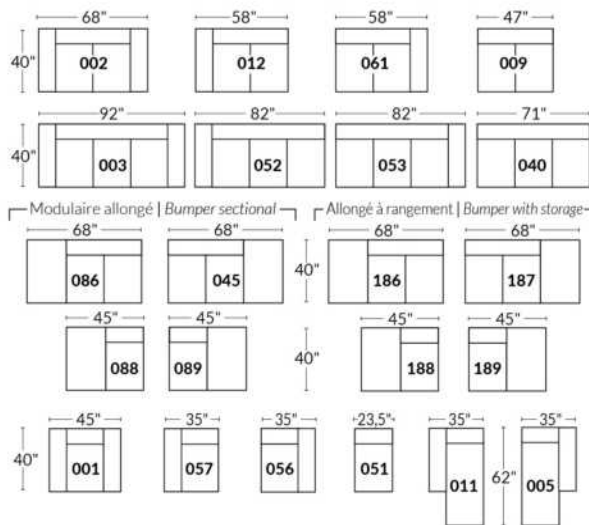 68" 58" 58" 47"
40" 002 012 061 009
92" 82" 82" 71"
40" 003 052 053 040
Modulaire allongé | Bumper sectional Allongé à rangement | Bumper with storage
68" 68" 68" 68"
086 045 40" 186 187
45" 45" 45" 45"
088 089 40" 188 189
45" 35" 35" 23,5" 35" 35"
40" 001 057 056 051 011 62" 005